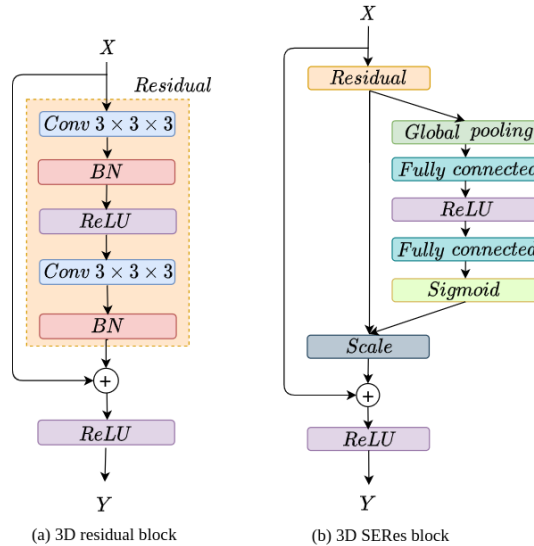 X
Residual
Conv 3 × 3 × 3
BN
ReLU
Conv 3 × 3 × 3
BN
+
ReLU
Y
(a) 3D residual block
X
Residual
Global pooling
Fully connected
ReLU
Fully connected
Sigmoid
Scale
+
ReLU
Y
(b) 3D SERes block